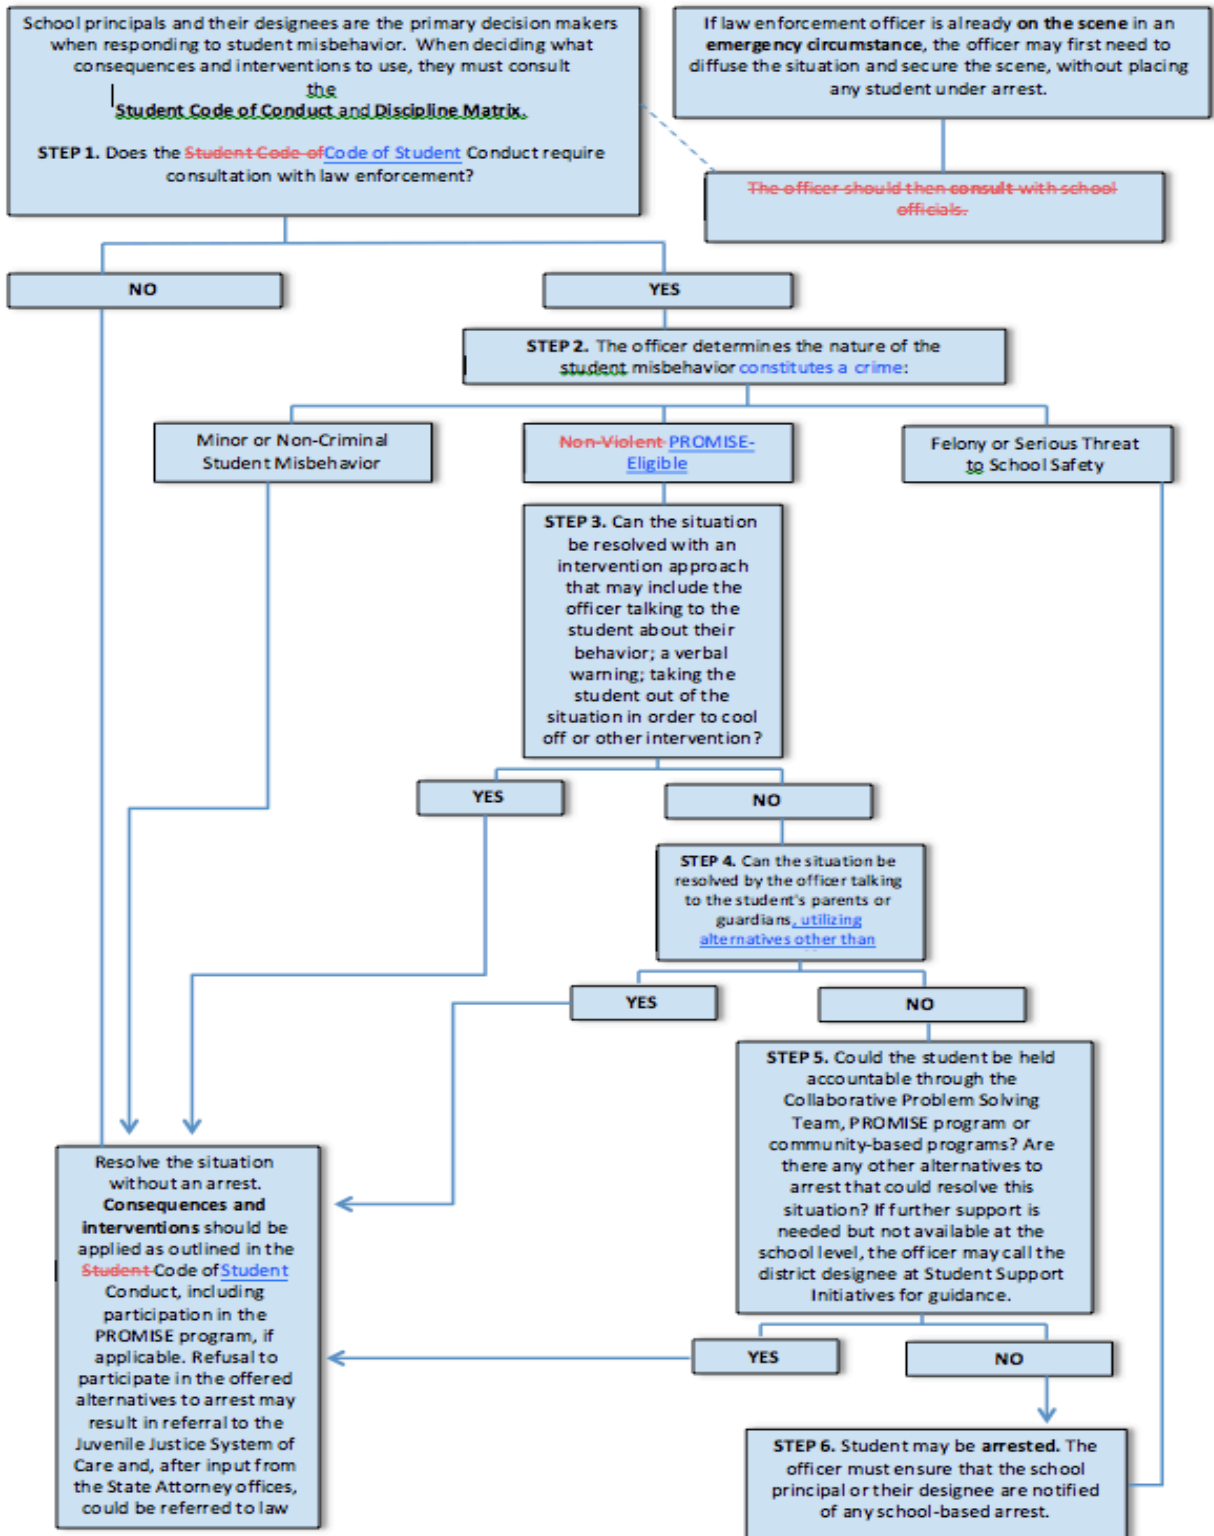 School principals and their designees are the primary decision makers
when responding to student misbehavior. When deciding what
consequences and interventions to use, they must consult
the
Student Code of Conduct and Discipline Matrix.
STEP 1. Does the Student Code of Code of Student Conduct require
consultation with law enforcement?
If law enforcement officer is already on the scene in an
emergency circumstance, the officer may first need to
diffuse the situation and secure the scene, without placing
any student under arrest.
The officer should then consult with school
officials.
NO
YES
STEP 2. The officer determines the nature of the
student misbehavior constitutes a crime:
Minor or Non-Criminal
Student Misbehavior
Non-Violent PROMISE-
Eligible
Felony or Serious Threat
to School Safety
STEP 3. Can the situation
be resolved with an
intervention approach
that may include the
officer talking to the
student about their
behavior; a verbal
warning; taking the
student out of the
situation in order to cool
off or other intervention?
YES
NO
STEP 4. Can the situation be
resolved by the officer talking
to the student's parents or
guardians, utilizing
alternatives other than
YES
NO
STEP 5. Could the student be held
accountable through the
Collaborative Problem Solving
Team, PROMISE program or
community-based programs? Are
there any other alternatives to
arrest that could resolve this
situation? If further support is
needed but not available at the
school level, the officer may call the
district designee at Student Support
Initiatives for guidance.
YES
NO
Resolve the situation
without an arrest.
Consequences and
interventions should be
applied as outlined in the
Student Code of Student
Conduct, including
participation in the
PROMISE program, if
applicable. Refusal to
participate in the offered
alternatives to arrest may
result in referral to the
Juvenile Justice System of
Care and, after input from
the State Attorney offices,
could be referred to law
STEP 6. Student may be arrested. The
officer must ensure that the school
principal or their designee are notified
of any school-based arrest.